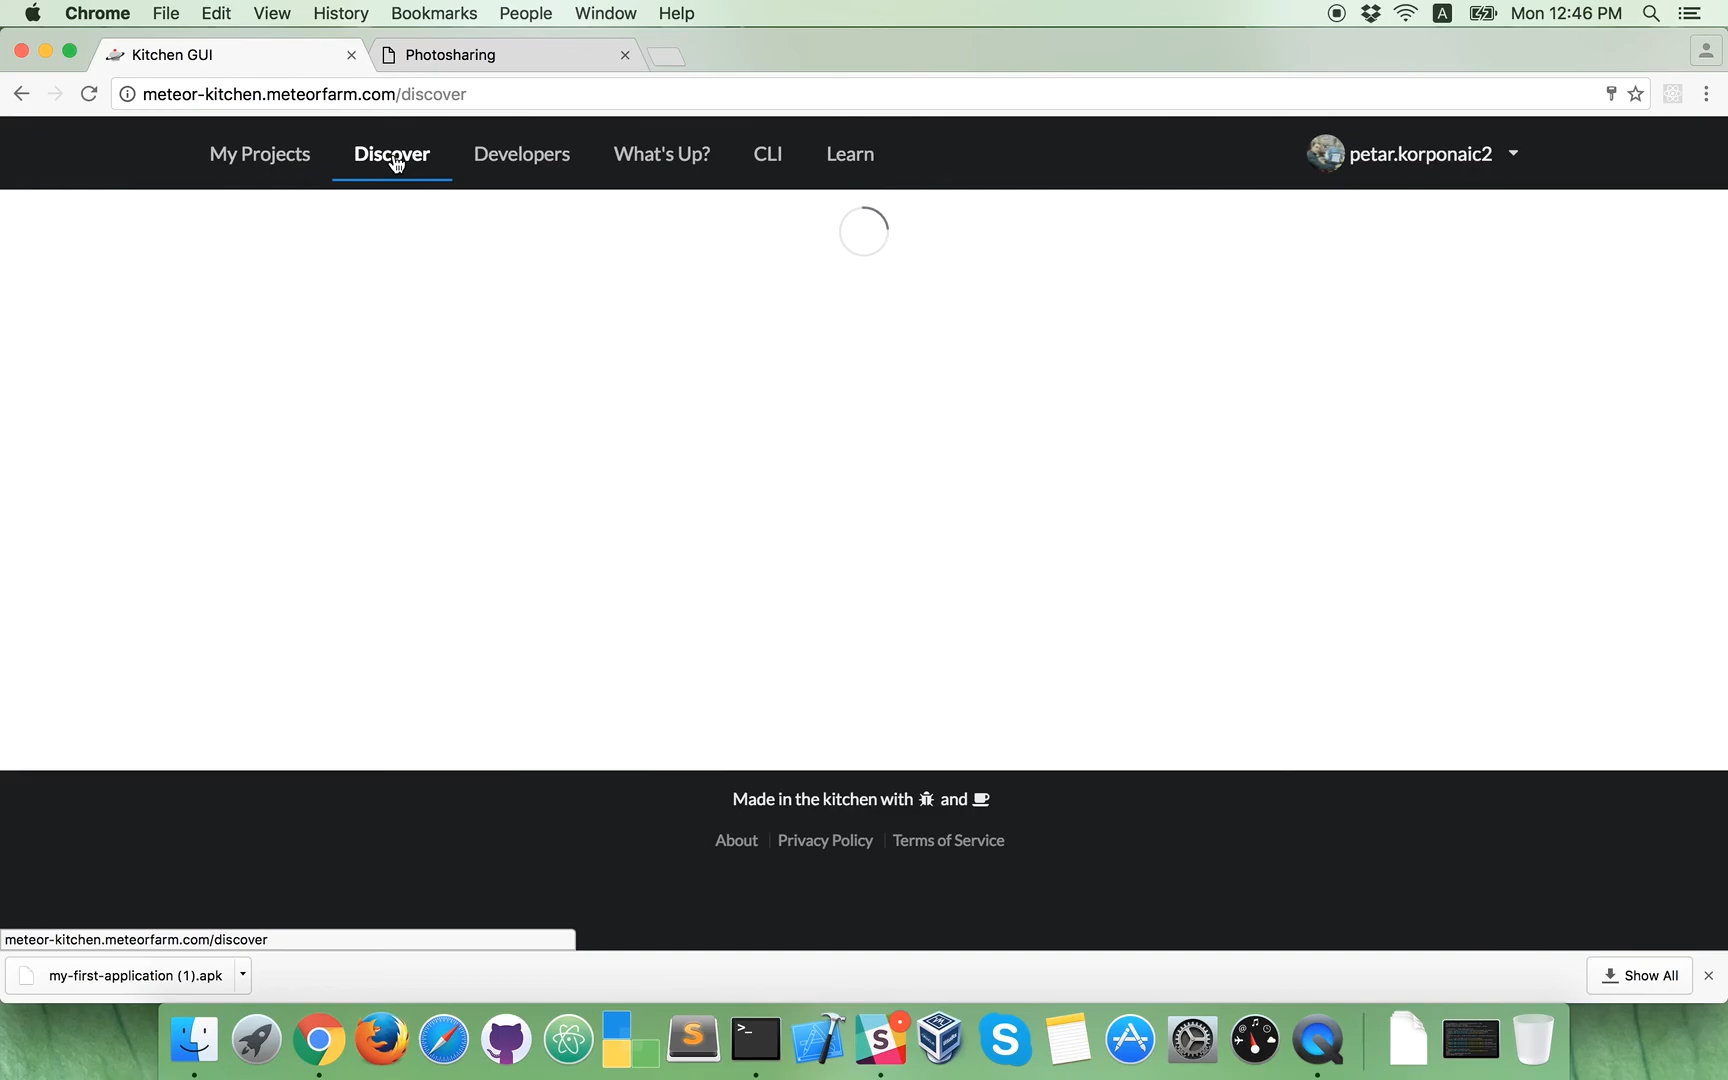 Chrome File Edit View History Bookmarks People Window Help A Mon 12:46 PM
Kitchen GUI Photosharing
meteor-kitchen.meteorfarm.com/discover
My Projects Discover Developers What's Up? CLI Learn petar.korponaic2
Made in the kitchen with and
About Privacy Policy Terms of Service
meteor-kitchen.meteorfarm.com/discover
my-first-application (1).apk Show All